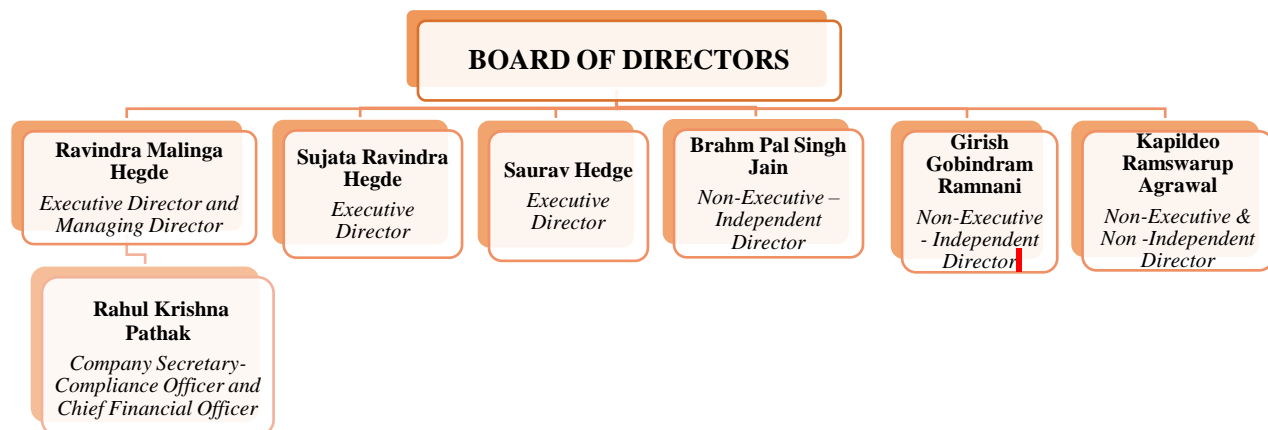 BOARD OF DIRECTORS
Ravindra Malinga
Hegde
Executive Director and
Managing Director
Sujata Ravindra
Hegde
Executive
Director
Saurav Hedge
Executive
Director
Brahm Pal Singh
Jain
Non-Executive –
Independent
Director
Girish
Gobindram
Ramnani
Non-Executive
- Independent
Director
Kapildeo
Ramswarup
Agrawal
Non-Executive &
Non -Independent
Director
Rahul Krishna
Pathak
Company Secretary-
Compliance Officer and
Chief Financial Officer